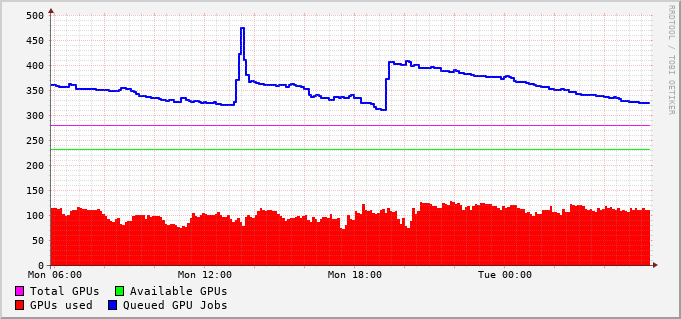 RRDTOOL / TOBI OETIKER
500
450
400
350
300
250
200
150
100
50
0
Mon 06:00 Mon 12:00 Mon 18:00 Tue 00:00
Total GPUs Available GPUs
GPUs used Queued GPU Jobs